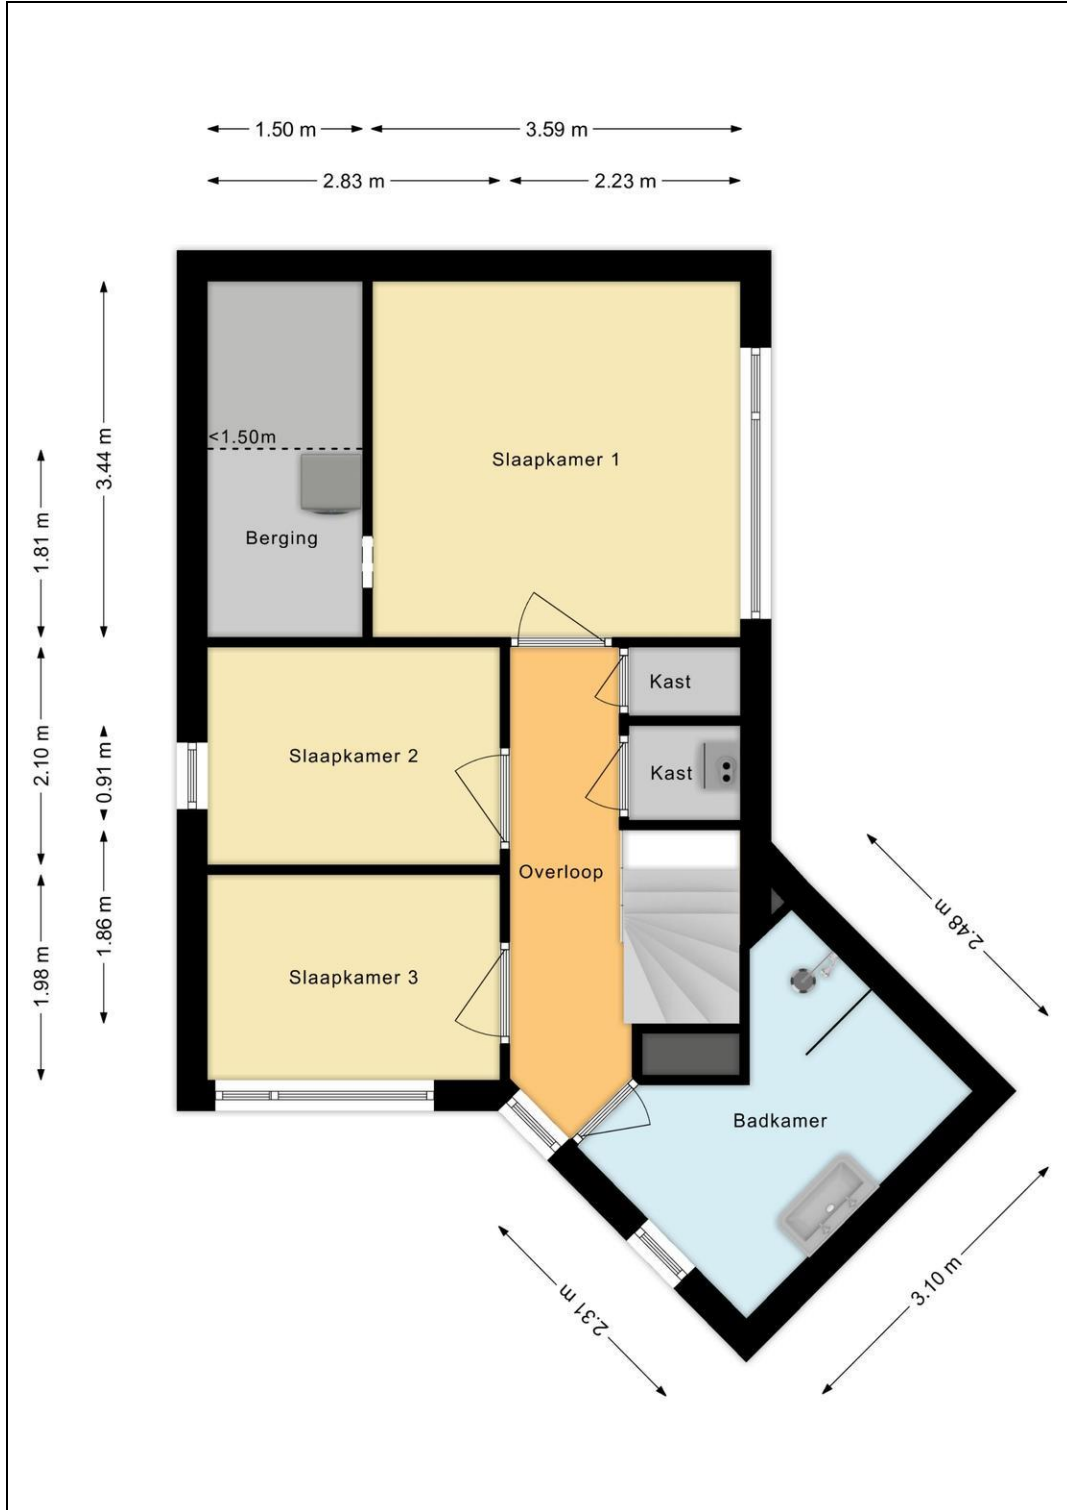 1.50 m
3.59 m
2.83 m
2.23 m
3.44 m
<1.50m
Slaapkamer 1
1.81 m
Berging
Kast
2.10 m
0.91 m
Slaapkamer 2
Kast
Overloop
1.86 m
2.48 m
1.98 m
Slaapkamer 3
Badkamer
2.31 m
3.10 m